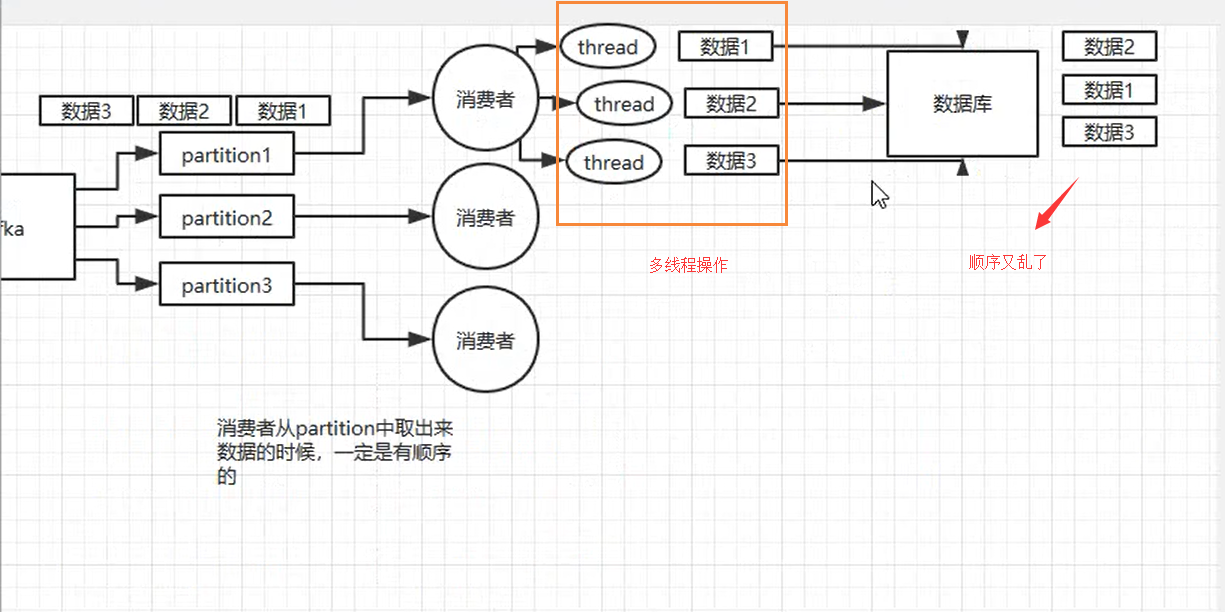 thread
数据1
数据2
thread
数据2
数据1
消费者
数据库
数据3
数据2
数据1
thread
数据3
数据3
partition1
partition2
消费者
fka
多线程操作
顺序又乱了
partition3
消费者
消费者从partition中取出来
数据的时候，一定是有顺序
的